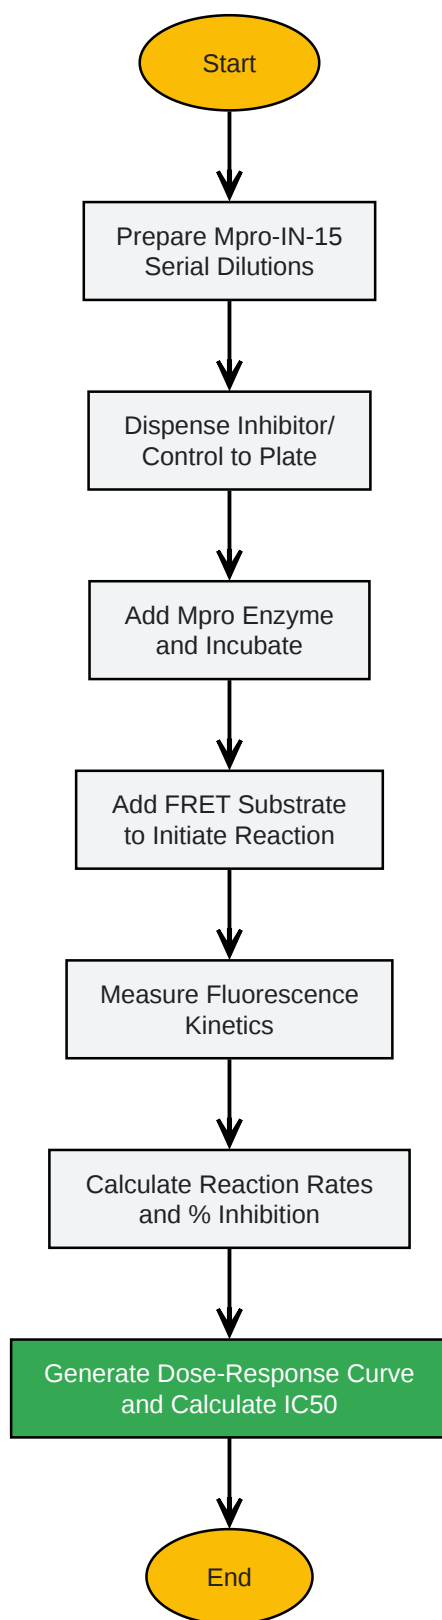 Start
Prepare Mpro-IN-15
Serial Dilutions
Dispense Inhibitor/
Control to Plate
Add Mpro Enzyme
and Incubate
Add FRET Substrate
to Initiate Reaction
Measure Fluorescence
Kinetics
Calculate Reaction Rates
and % Inhibition
Generate Dose-Response Curve
and Calculate IC50
End